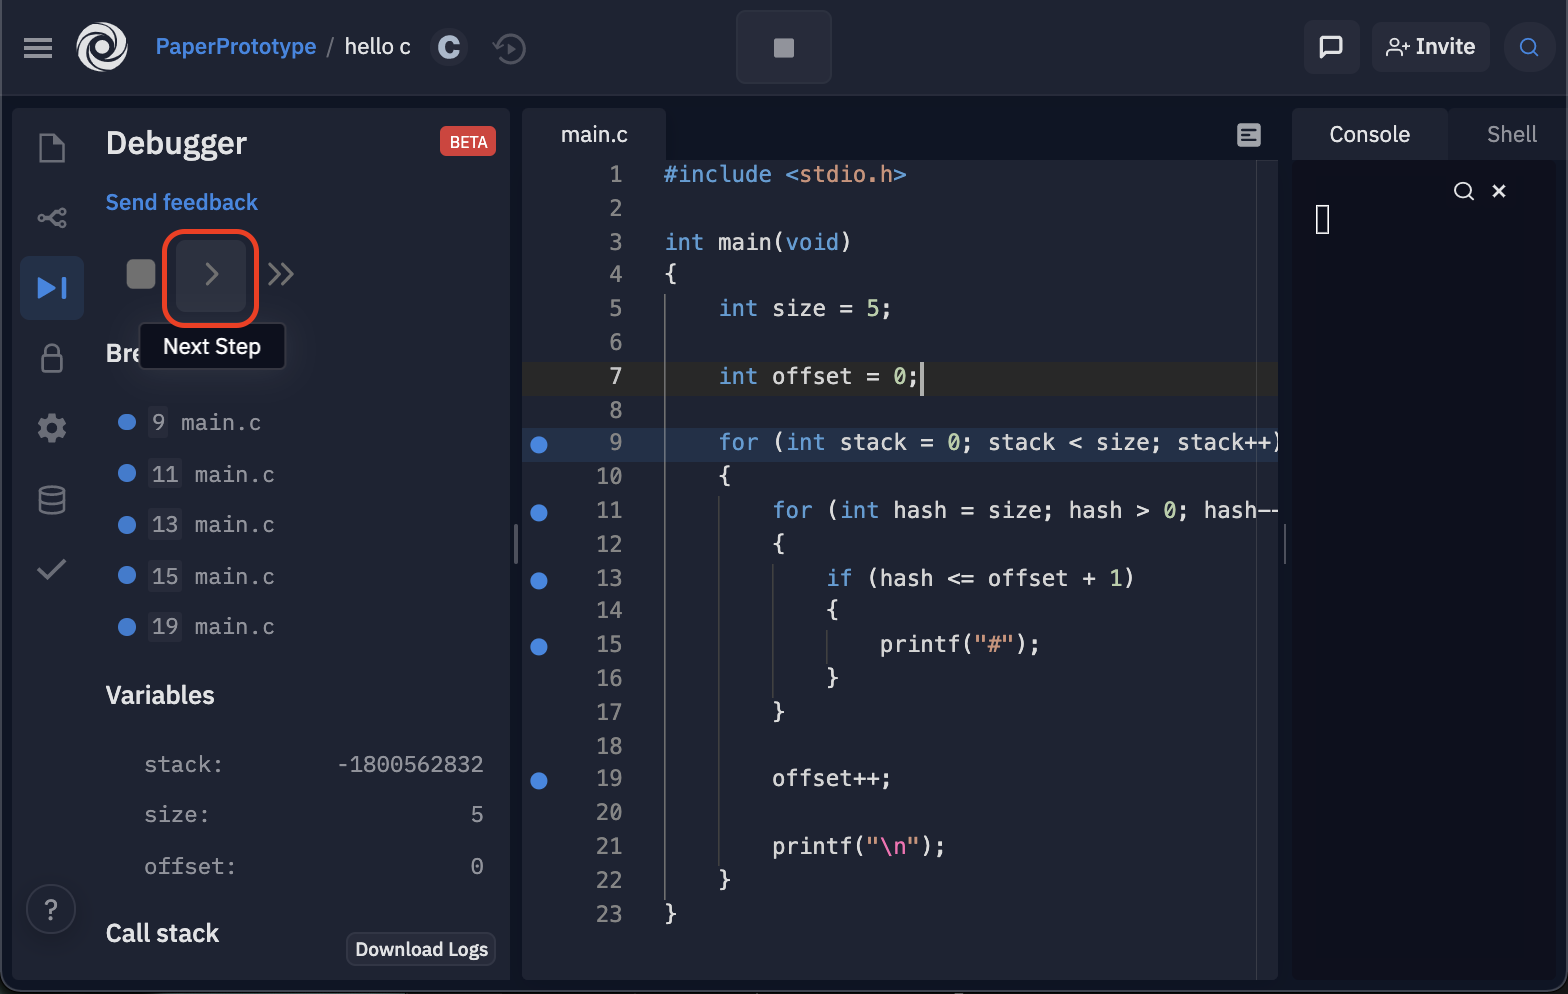 PaperPrototype / hello c C
Invite
Debugger
BETA
Send feedback
Next Step
Bre
9 main.c
11 main.c
13 main.c
15 main.c
19 main.c
Variables
stack: -1800562832
size: 5
offset: 0
Call stack
Download Logs
?
main.c
1 #include <stdio.h>
2
3 int main(void)
4 {
5     int size = 5;
6
7     int offset = 0;
8
9     for (int stack = 0; stack < size; stack++)
10     {
11         for (int hash = size; hash > 0; hash--
12         {
13             if (hash <= offset + 1)
14             {
15                 printf("#");
16             }
17         }
18
19         offset++;
20
21         printf("\n");
22     }
23 }
Console
Shell